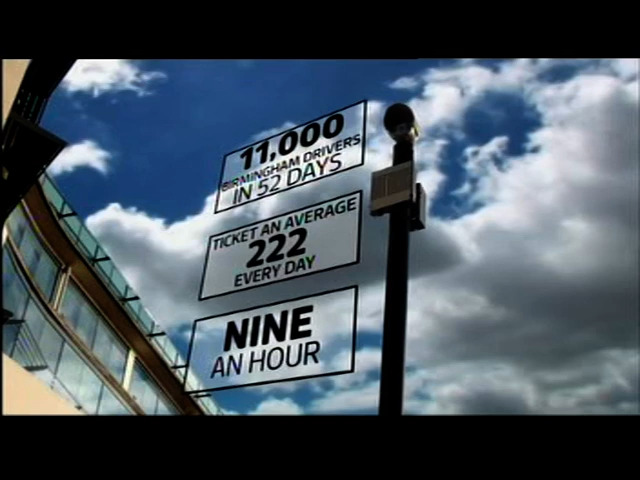 11,000
BIRMINGHAM DRIVERS
IN 52 DAYS
TICKET AN AVERAGE
222
EVERY DAY
NINE
AN HOUR